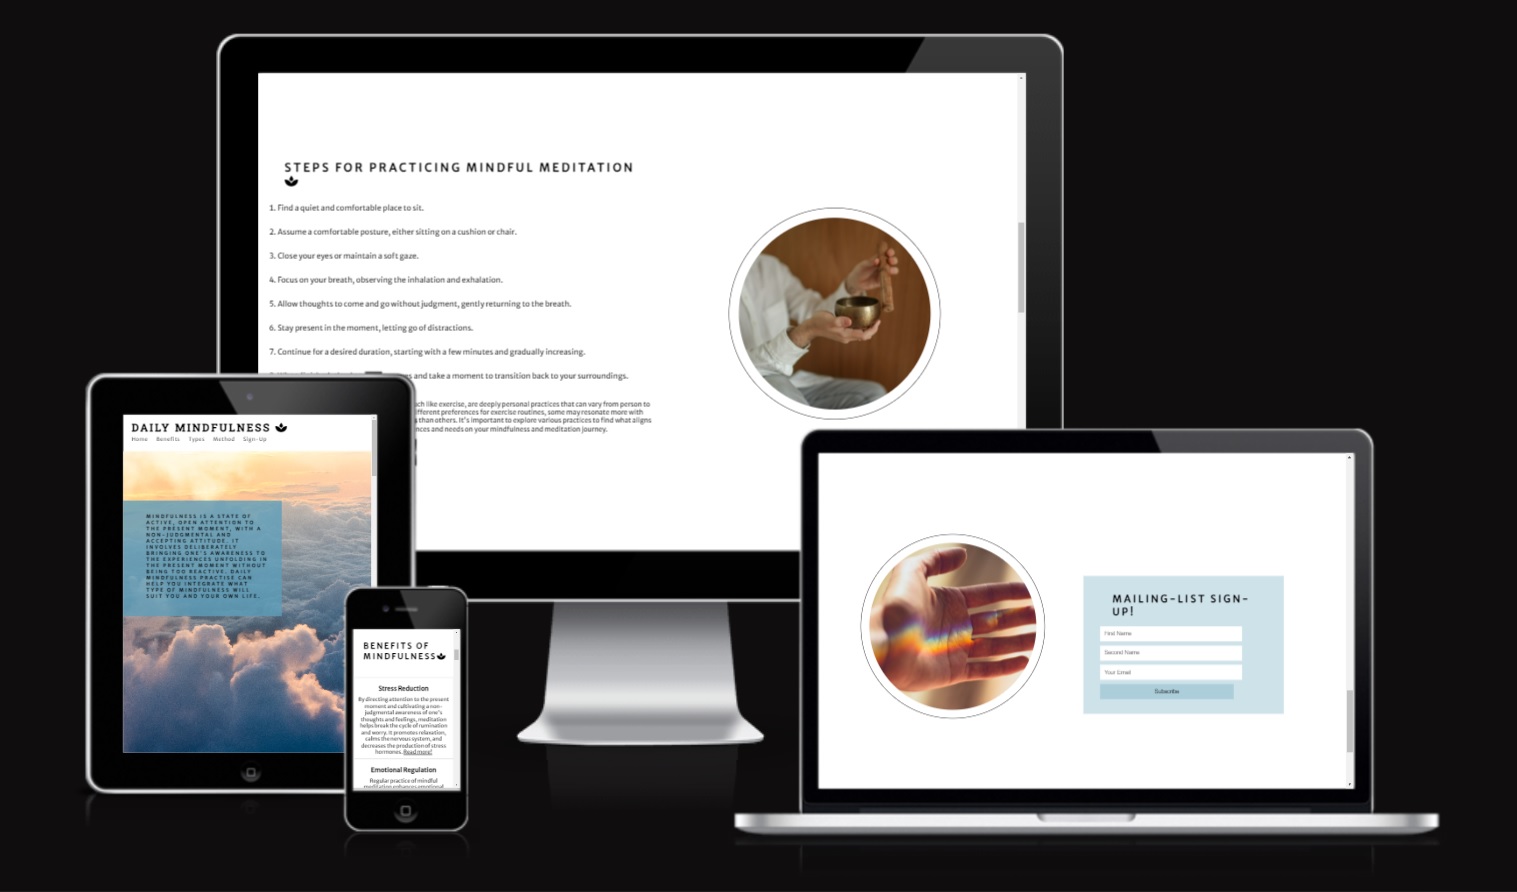 STEPS FOR PRACTICING MINDFUL MEDITATION
1. Find a quiet and comfortable place to sit.
2. Assume a comfortable posture, either sitting on a cushion or chair.
3. Close your eyes or maintain a soft gaze.
4. Focus on your breath, observing the inhalation and exhalation.
5. Allow thoughts to come and go without judgment, gently returning to the breath.
6. Stay present in the moment, letting go of distractions.
7. Continue for a desired duration, starting with a few minutes and gradually increasing.
and take a moment to transition back to your surroundings.
like exercise, are deeply personal practices that can vary from person to
preferences for exercise routines, some may resonate more with
than others. It's important to explore various practices to find what aligns
and needs on your mindfulness and meditation journey.
DAILY MINDFULNESS
Home Benefits Types Method Sign-Up
MINDFULNESS IS A STATE OF
ACTIVE, OPEN ATTENTION TO
THE PRESENT MOMENT, WITH A
NON-JUDGMENTAL AND
ACCEPTING ATTITUDE. IT
INVOLVES DELIBERATELY
BRINGING ONE'S AWARENESS TO
THE EXPERIENCES UNFOLDING IN
THE PRESENT MOMENT WITHOUT
BEING TOO REACTIVE. DAILY
MINDFULNESS PRACTISE CAN
HELP YOU INTEGRATE WHAT
TYPE OF MINDFULNESS WILL
SUIT YOU AND YOUR OWN LIFE.
BENEFITS OF
MINDFULNESS
Stress Reduction
By directing attention to the present
moment and cultivating a non-
judgmental awareness of one's
thoughts and feelings, meditation
helps break the cycle of rumination
and worry. It promotes relaxation,
calms the nervous system, and
decreases the production of stress
hormones. Read more!
Emotional Regulation
Regular practice of mindful
meditation enhances emotional
MAILING-LIST SIGN-
UP!
First Name
Second Name
Your Email
Subscribe